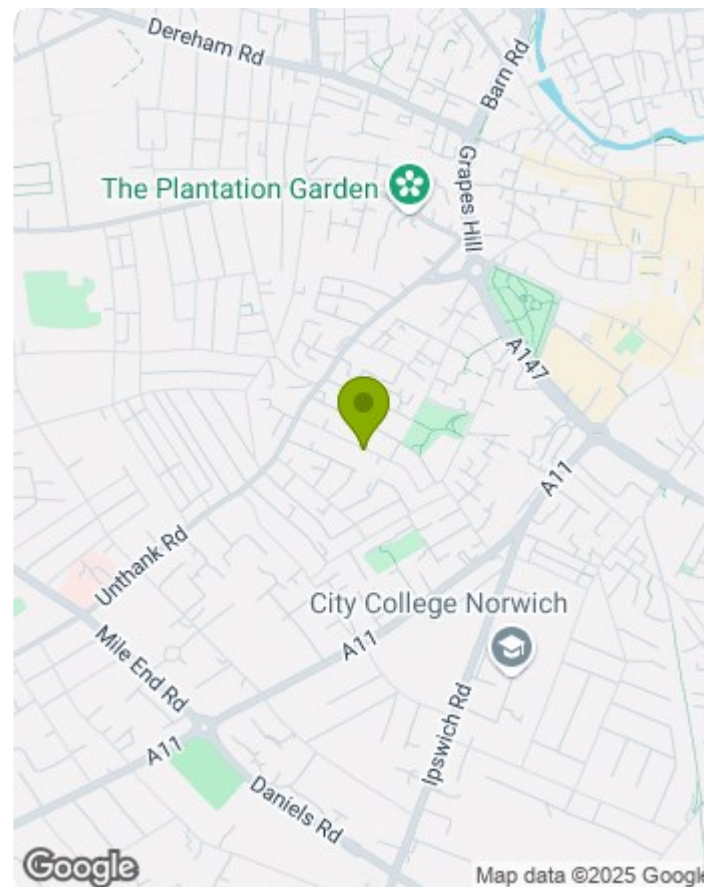 Dereham Rd
Barn Rd
The Plantation Garden
Grapes Hill
A147
A11
Unthank Rd
City College Norwich
A11
Mile End Rd
Ipswich Rd
A11
Daniels Rd
Google
Map data ©2025 Google